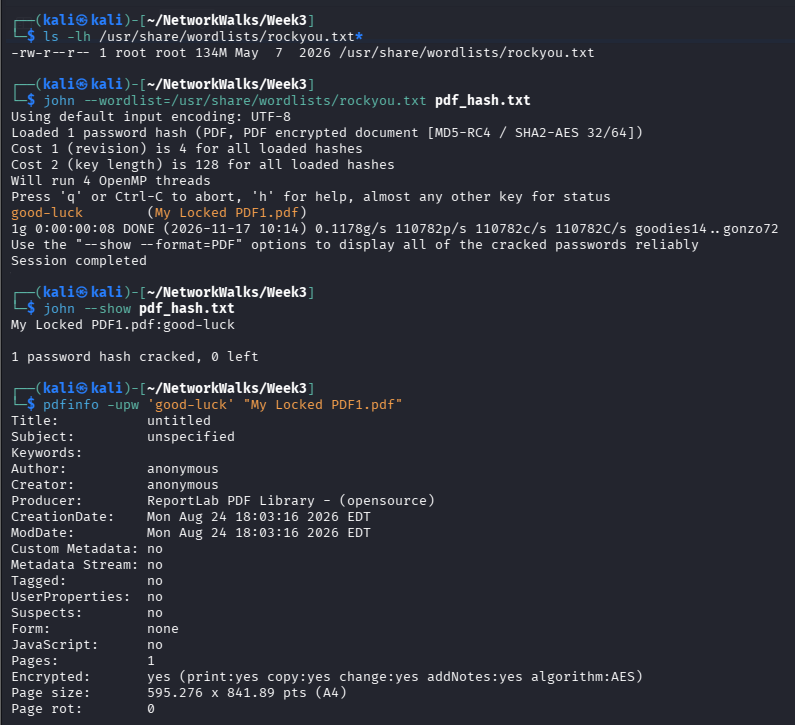 ┌──(kali㉿kali)-[~/NetworkWalks/Week3]
└─$ ls -lh /usr/share/wordlists/rockyou.txt*
-rw-r--r-- 1 root root 134M May  7  2026 /usr/share/wordlists/rockyou.txt
┌──(kali㉿kali)-[~/NetworkWalks/Week3]
└─$ john --wordlist=/usr/share/wordlists/rockyou.txt pdf_hash.txt
Using default input encoding: UTF-8
Loaded 1 password hash (PDF, PDF encrypted document [MD5-RC4 / SHA2-AES 32/64])
Cost 1 (revision) is 4 for all loaded hashes
Cost 2 (key length) is 128 for all loaded hashes
Will run 4 OpenMP threads
Press 'q' or Ctrl-C to abort, 'h' for help, almost any other key for status
good-luck        (My Locked PDF1.pdf)
1g 0:00:00:08 DONE (2026-11-17 10:14) 0.1178g/s 110782p/s 110782c/s 110782C/s goodies14..gonzo72
Use the "--show --format=PDF" options to display all of the cracked passwords reliably
Session completed
┌──(kali㉿kali)-[~/NetworkWalks/Week3]
└─$ john --show pdf_hash.txt
My Locked PDF1.pdf:good-luck
1 password hash cracked, 0 left
┌──(kali㉿kali)-[~/NetworkWalks/Week3]
└─$ pdfinfo -upw 'good-luck' "My Locked PDF1.pdf"
Title:           untitled
Subject:         unspecified
Keywords:
Author:          anonymous
Creator:         anonymous
Producer:        ReportLab PDF Library - (opensource)
CreationDate:    Mon Aug 24 18:03:16 2026 EDT
ModDate:         Mon Aug 24 18:03:16 2026 EDT
Custom Metadata: no
Metadata Stream: no
Tagged:          no
UserProperties:  no
Suspects:        no
Form:            none
JavaScript:      no
Pages:           1
Encrypted:       yes (print:yes copy:yes change:yes addNotes:yes algorithm:AES)
Page size:       595.276 x 841.89 pts (A4)
Page rot:        0